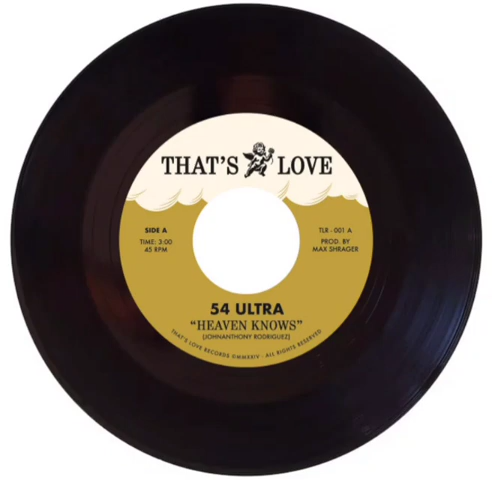 THAT'S LOVE
SIDE A
TIME: 3:00
45 RPM
TLR - 001 A
PROD. BY
MAX SHRAGER
54 ULTRA
"HEAVEN KNOWS"
(JOHNANTHONY RODRIGUEZ)
THAT'S LOVE RECORDS ©MMXXIV - ALL RIGHTS RESERVED